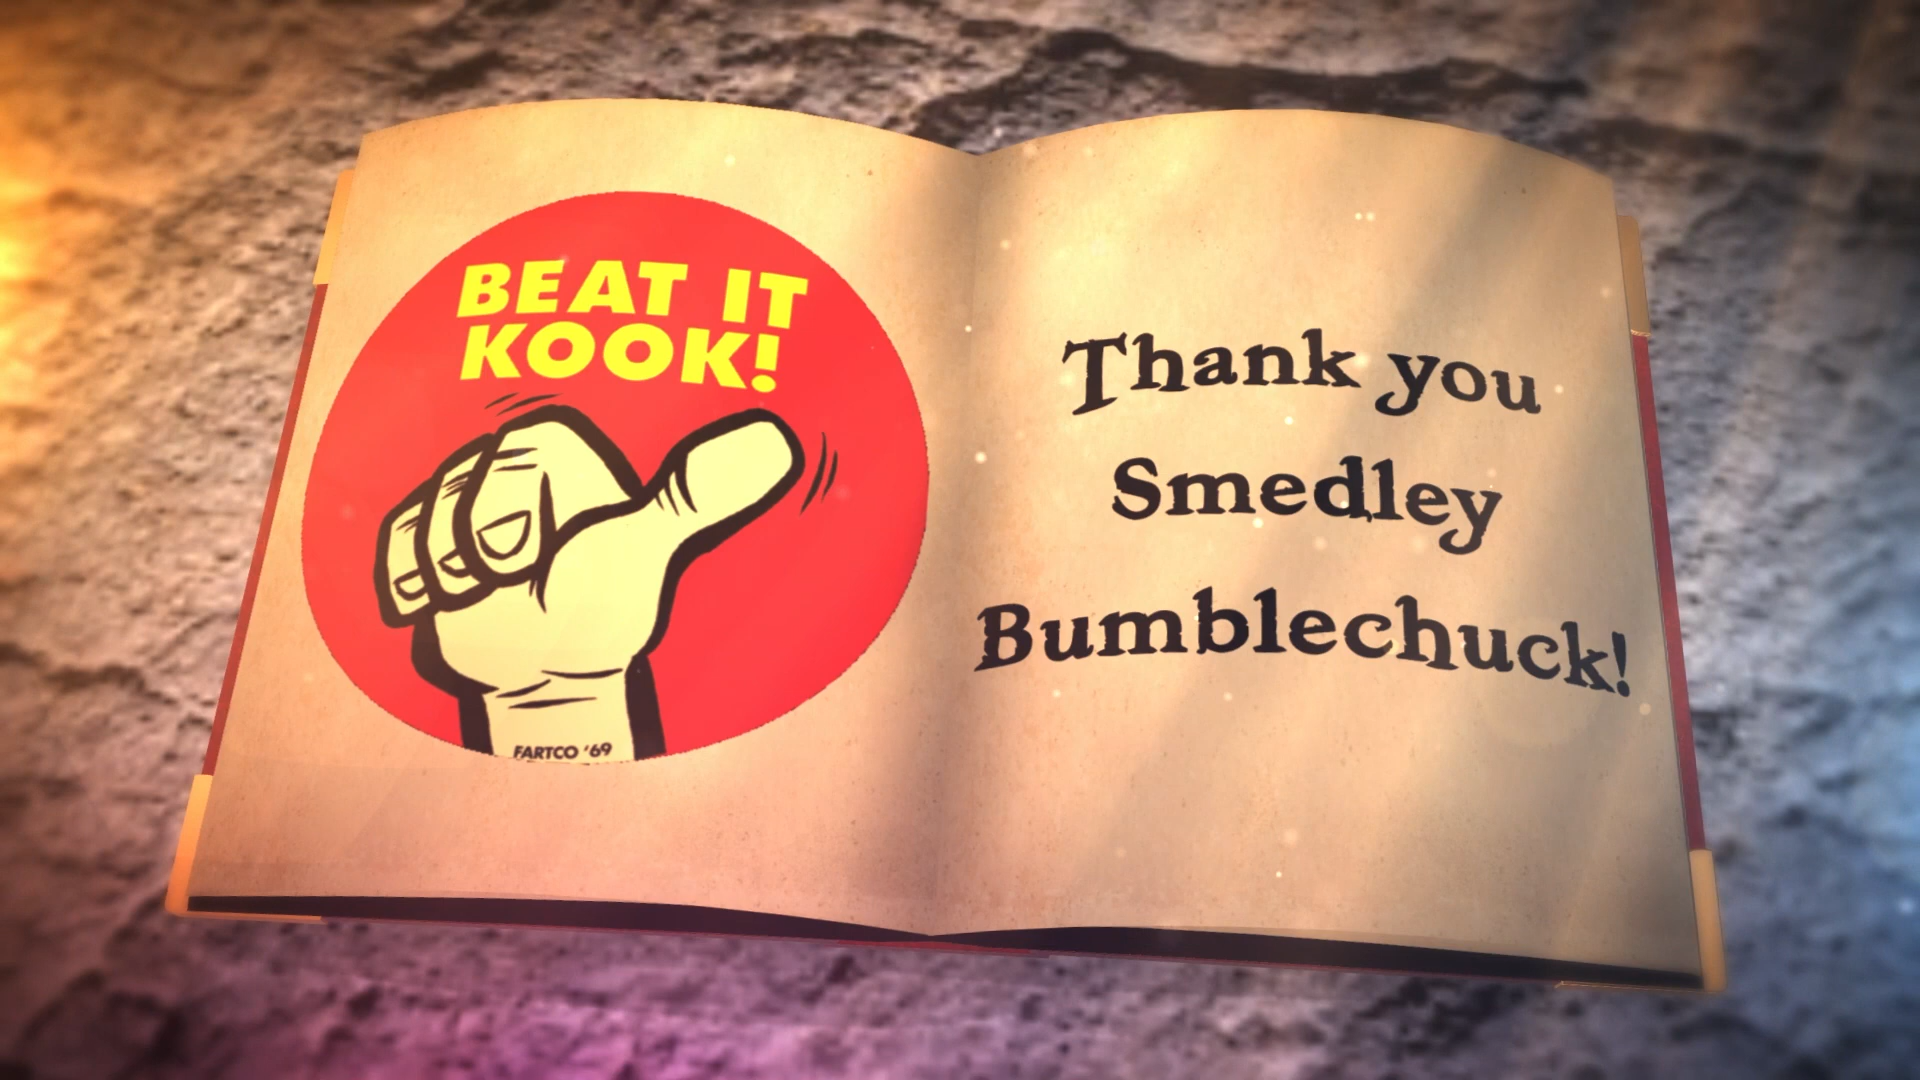 BEAT IT
KOOK!
FARTCO '69
Thank you
Smedley
Bumblechuck!